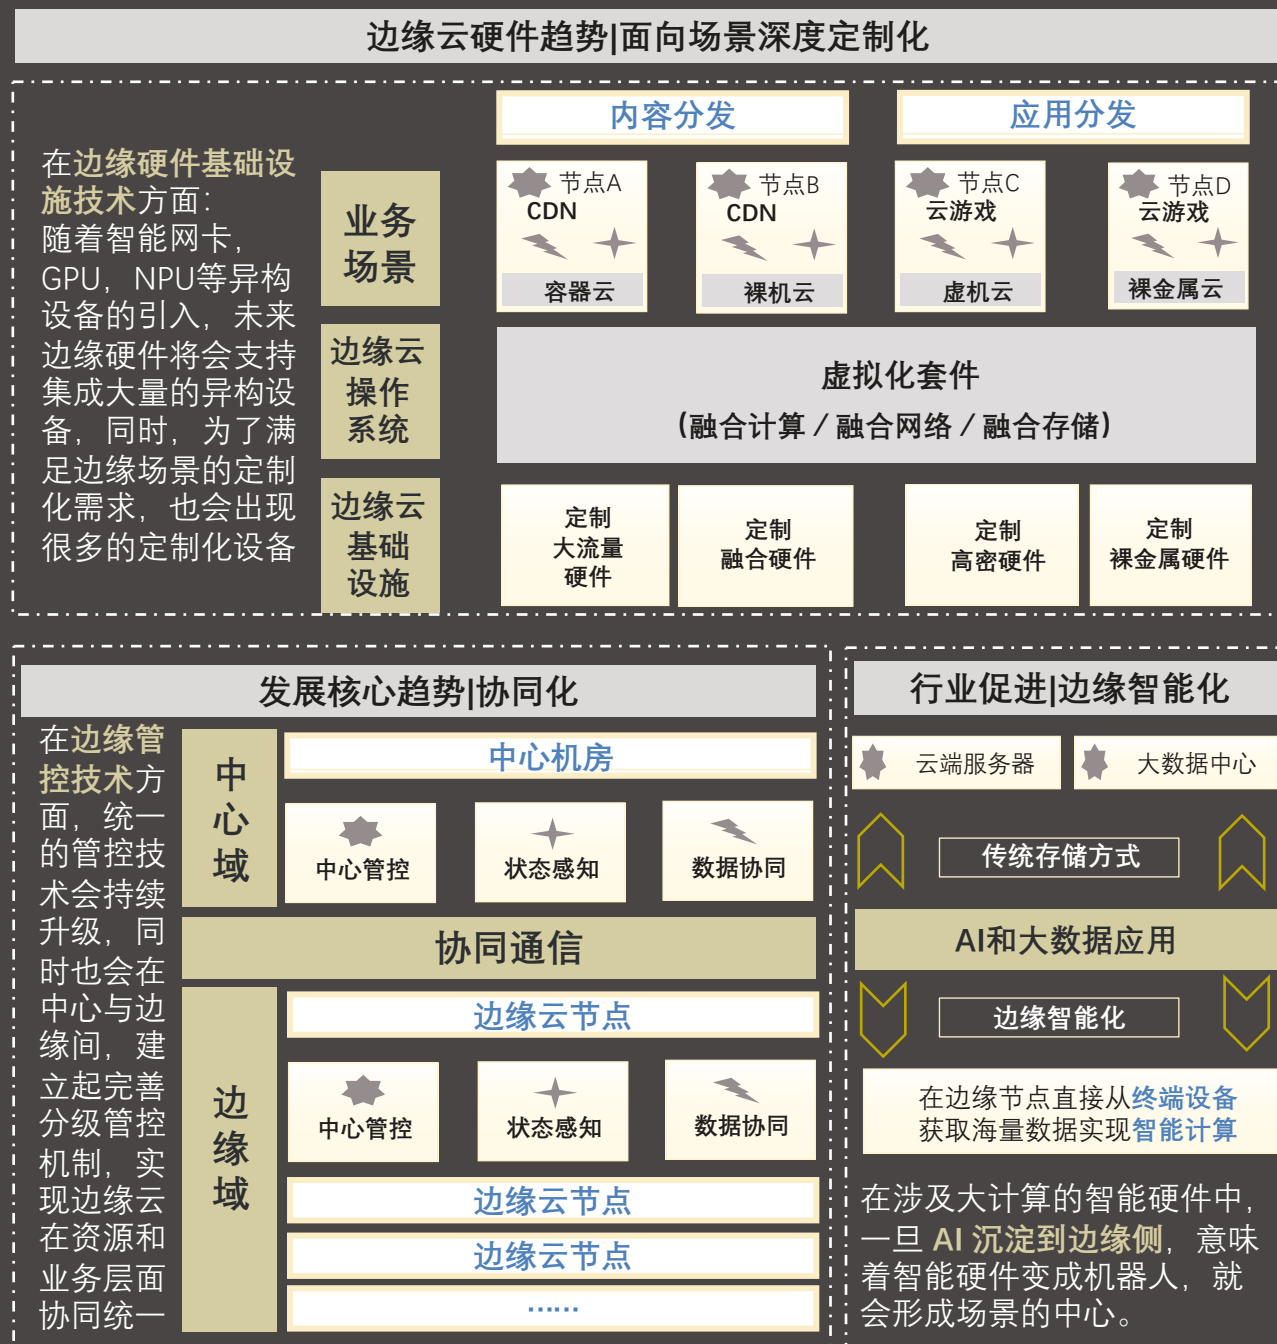 边缘云硬件趋势|面向场景深度定制化
在边缘硬件基础设
施技术方面：
随着智能网卡，
GPU，NPU等异构
设备的引入，未来
边缘硬件将会支持
集成大量的异构设
备，同时，为了满
足边缘场景的定制
化需求，也会出现
很多的定制化设备
业务
场景
内容分发
应用分发
节点A
CDN
容器云
节点B
CDN
裸机云
节点C
云游戏
虚机云
节点D
云游戏
裸金属云
边缘云
操作
系统
虚拟化套件
（融合计算 / 融合网络 / 融合存储）
边缘云
基础
设施
定制
大流量
硬件
定制
融合硬件
定制
高密硬件
定制
裸金属硬件
发展核心趋势|协同化
在边缘管
控技术方
面，统一
的管控技
术会持续
升级，同
时也会在
中心与边
缘间，建
立起完善
分级管控
机制，实
现边缘云
在资源和
业务层面
协同统一
中
心
域
中心机房
中心管控
状态感知
数据协同
协同通信
边
缘
域
边缘云节点
中心管控
状态感知
数据协同
边缘云节点
边缘云节点
……
行业促进|边缘智能化
云端服务器
大数据中心
传统存储方式
AI和大数据应用
边缘智能化
在边缘节点直接从终端设备
获取海量数据实现智能计算
在涉及大计算的智能硬件中，
一旦 AI 沉淀到边缘侧，意味
着智能硬件变成机器人，就
会形成场景的中心。